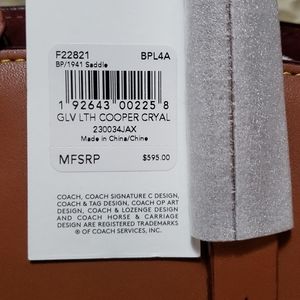 F22821 BPL4A
BP/1941 Saddle
1 92643 00225 8
GLV LTH COOPER CRYAL
230034JAX
Made in China/Chine
MFSRP $595.00
COACH, COACH SIGNATURE C DESIGN,
COACH & TAG DESIGN, COACH OP ART
DESIGN, COACH & LOZENGE DESIGN
AND COACH HORSE & CARRIAGE
DESIGN ARE REGISTERED TRADEMARKS
® OF COACH SERVICES, INC.